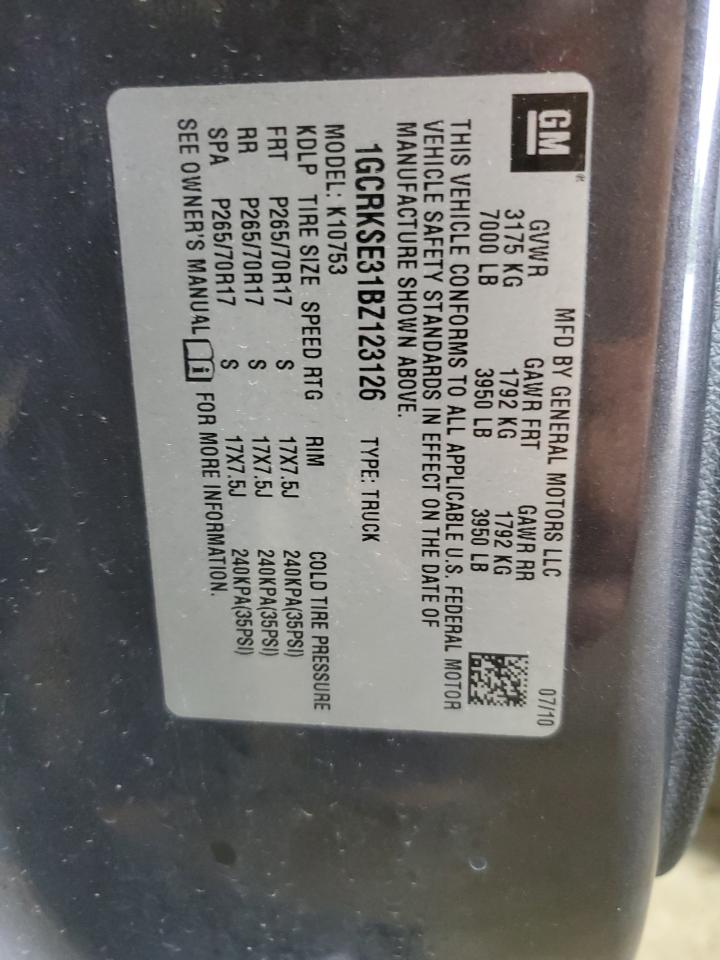 GM®
MFD BY GENERAL MOTORS LLC 07/10
GVWR GAWR FRT GAWR RR
3175 KG 1792 KG 1792 KG
7000 LB 3950 LB 3950 LB
THIS VEHICLE CONFORMS TO ALL APPLICABLE U.S. FEDERAL MOTOR
VEHICLE SAFETY STANDARDS IN EFFECT ON THE DATE OF
MANUFACTURE SHOWN ABOVE.
1GCRKSE31BZ123126 TYPE: TRUCK
MODEL: K10753
KDLP TIRE SIZE SPEED RTG RIM COLD TIRE PRESSURE
FRT P265/70R17 S 17X7.5J 240KPA(35PSI)
RR P265/70R17 S 17X7.5J 240KPA(35PSI)
SPA P265/70R17 S 17X7.5J 240KPA(35PSI)
SEE OWNER'S MANUAL i FOR MORE INFORMATION.